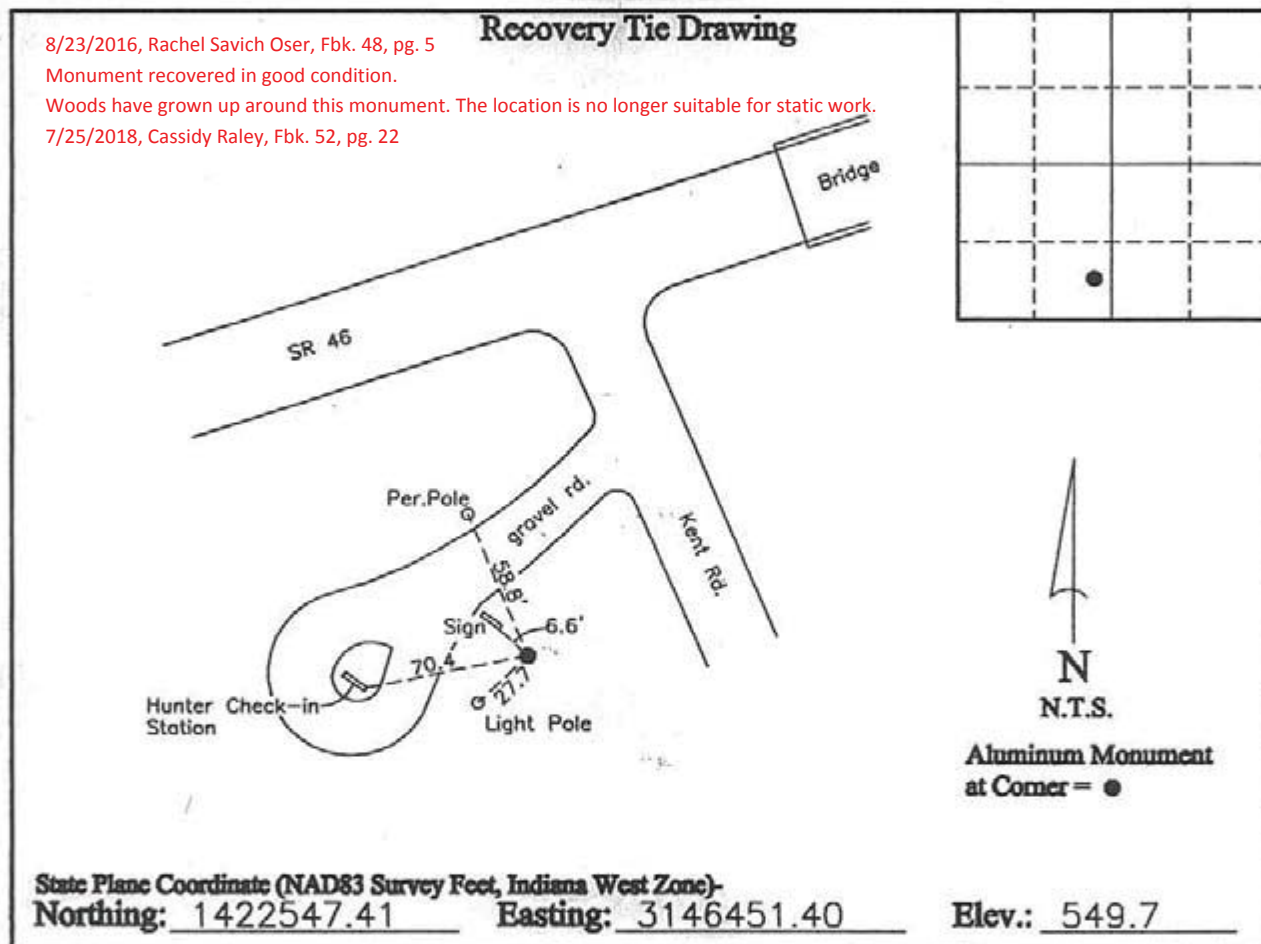 Recovery Tie Drawing
8/23/2016, Rachel Savich Oser, Fbk. 48, pg. 5
Monument recovered in good condition.
Woods have grown up around this monument. The location is no longer suitable for static work.
7/25/2018, Cassidy Raley, Fbk. 52, pg. 22
Bridge
SR 46
Per.Pole
gravel rd.
Kent Rd.
58.8'
Sign
6.6'
70.4
27.7
Hunter Check-in
Station
Light Pole
N
N.T.S.
Aluminum Monument
at Corner = ●
State Plane Coordinate (NAD83 Survey Feet, Indiana West Zone)-
Northing: 1422547.41 Easting: 3146451.40 Elev.: 549.7